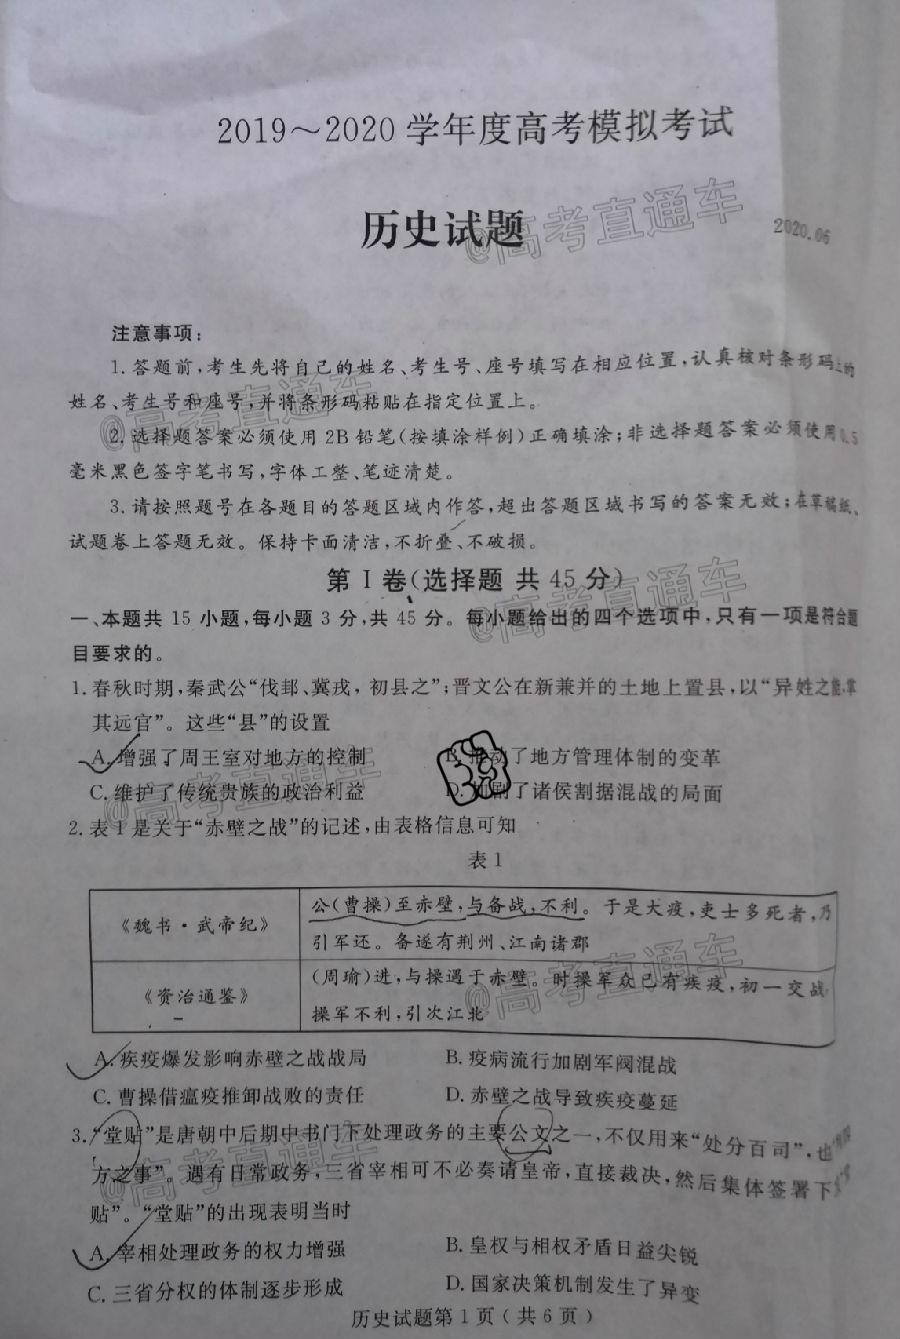 2019～2020学年度高考模拟考试
历史试题
2020.06
注意事项：
1.答题前,考生先将自己的姓名、考生号、座号填写在相应位置,认真核对条形码上的
姓名、考生号和座号,并将条形码粘贴在指定位置上。
2.选择题答案必须使用2B铅笔(按填涂样例)正确填涂;非选择题答案必须使用0.5
毫米黑色签字笔书写,字体工整、笔迹清楚。
3.请按照题号在各题目的答题区域内作答,超出答题区域书写的答案无效;在草稿纸、
试题卷上答题无效。保持卡面清洁,不折叠、不破损。
第Ⅰ卷(选择题 共45分)
一、本题共15小题,每小题3分,共45分。每小题给出的四个选项中,只有一项是符合题
目要求的。
1.春秋时期,秦武公“伐邽、冀戎,初县之”;晋文公在新兼并的土地上置县,以“异姓之能,掌
其远官”。这些“县”的设置
A.增强了周王室对地方的控制 B.推动了地方管理体制的变革
C.维护了传统贵族的政治利益 D.加剧了诸侯割据混战的局面
2.表1是关于“赤壁之战”的记述,由表格信息可知
表1
《魏书·武帝纪》 公(曹操)至赤壁,与备战,不利。于是大疫,吏士多死者,乃
引军还。备遂有荆州、江南诸郡
《资治通鉴》 (周瑜)进,与操遇于赤壁。时操军众已有疾疫,初一交战,
操军不利,引次江北
A.疾疫爆发影响赤壁之战战局 B.疫病流行加剧军阀混战
C.曹操借瘟疫推卸战败的责任 D.赤壁之战导致疾疫蔓延
3.“堂贴”是唐朝中后期中书门下处理政务的主要公文之一,不仅用来“处分百司”,也
方之事”。遇有日常政务,三省宰相可不必奏请皇帝,直接裁决,然后集体签署下
贴”。“堂贴”的出现表明当时
A.宰相处理政务的权力增强 B.皇权与相权矛盾日益尖锐
C.三省分权的体制逐步形成 D.国家决策机制发生了异变
历史试题第1页(共6页)
@高考直通车
@高考直通车
@高考直通车
@高考直通车
@高考直通车
@高考直通车